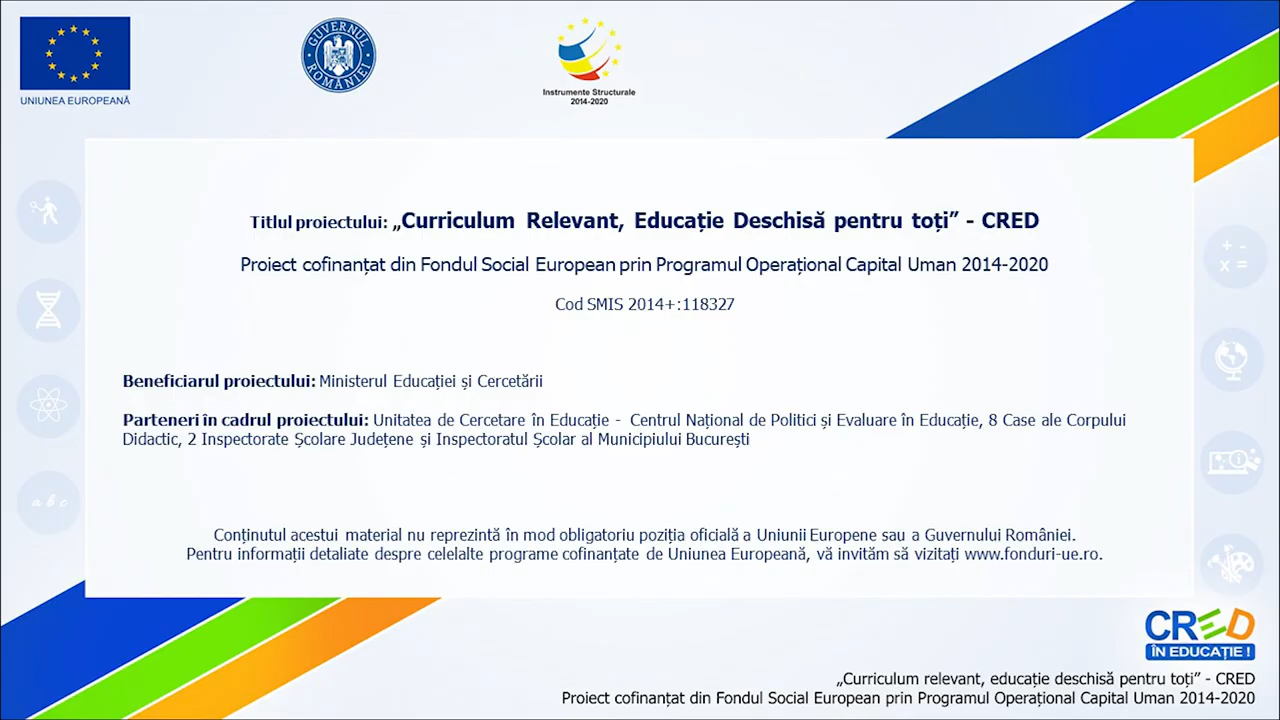 UNIUNEA EUROPEANĂ
GUVERNUL ROMÂNIEI
Instrumente Structurale
2014-2020
Titlul proiectului: „Curriculum Relevant, Educație Deschisă pentru toți” - CRED
Proiect cofinanțat din Fondul Social European prin Programul Operațional Capital Uman 2014-2020
Cod SMIS 2014+:118327
Beneficiarul proiectului: Ministerul Educației și Cercetării
Parteneri în cadrul proiectului: Unitatea de Cercetare în Educație - Centrul Național de Politici și Evaluare în Educație, 8 Case ale Corpului
Didactic, 2 Inspectorate Școlare Județene și Inspectoratul Școlar al Municipiului București
Conținutul acestui material nu reprezintă în mod obligatoriu poziția oficială a Uniunii Europene sau a Guvernului României.
Pentru informații detaliate despre celelalte programe cofinanțate de Uniunea Europeană, vă invităm să vizitați www.fonduri-ue.ro.
+ -
x =
a b c
CRED
ÎN EDUCAȚIE !
„Curriculum relevant, educație deschisă pentru toți” - CRED
Proiect cofinanțat din Fondul Social European prin Programul Operațional Capital Uman 2014-2020